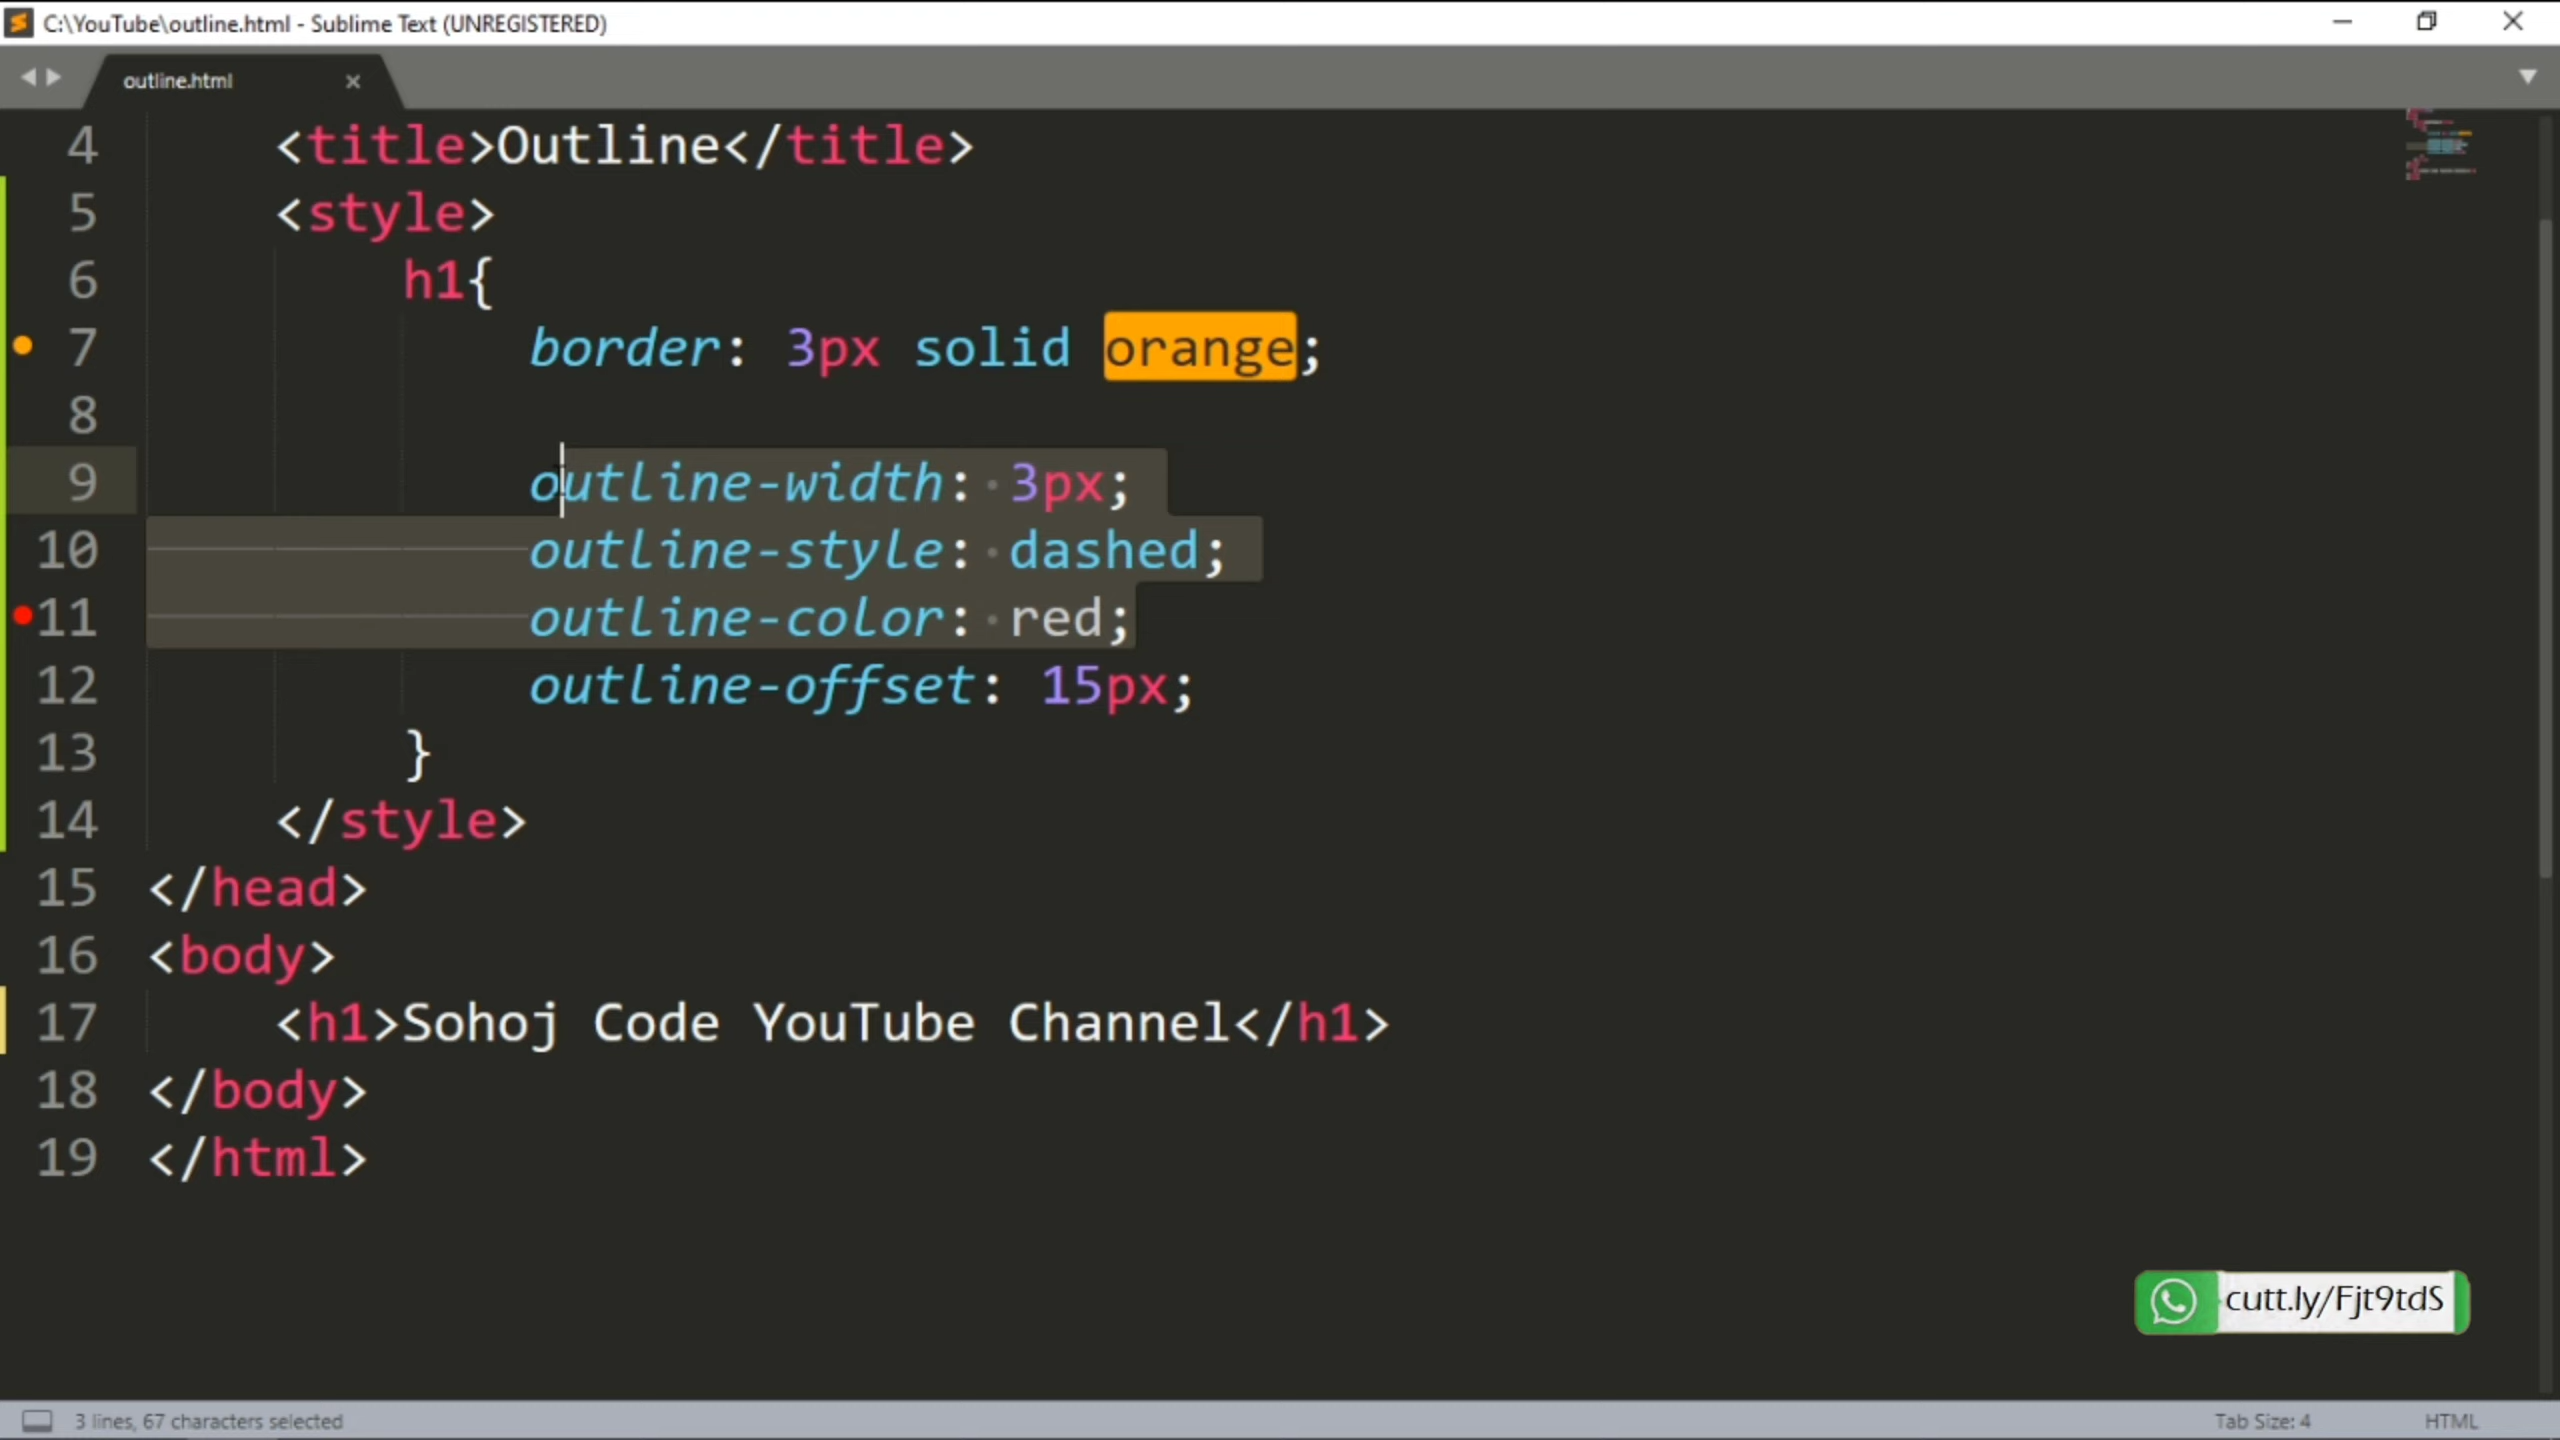 C:\YouTube\outline.html - Sublime Text (UNREGISTERED)
outline.html
4 <title>Outline</title>
5 <style>
6 h1{
7 border: 3px solid orange;
8
9 outline-width: 3px;
10 outline-style: dashed;
11 outline-color: red;
12 outline-offset: 15px;
13 }
14 </style>
15 </head>
16 <body>
17 <h1>Sohoj Code YouTube Channel</h1>
18 </body>
19 </html>
cutt.ly/Fjt9tdS
3 lines, 67 characters selected
Tab Size: 4
HTML